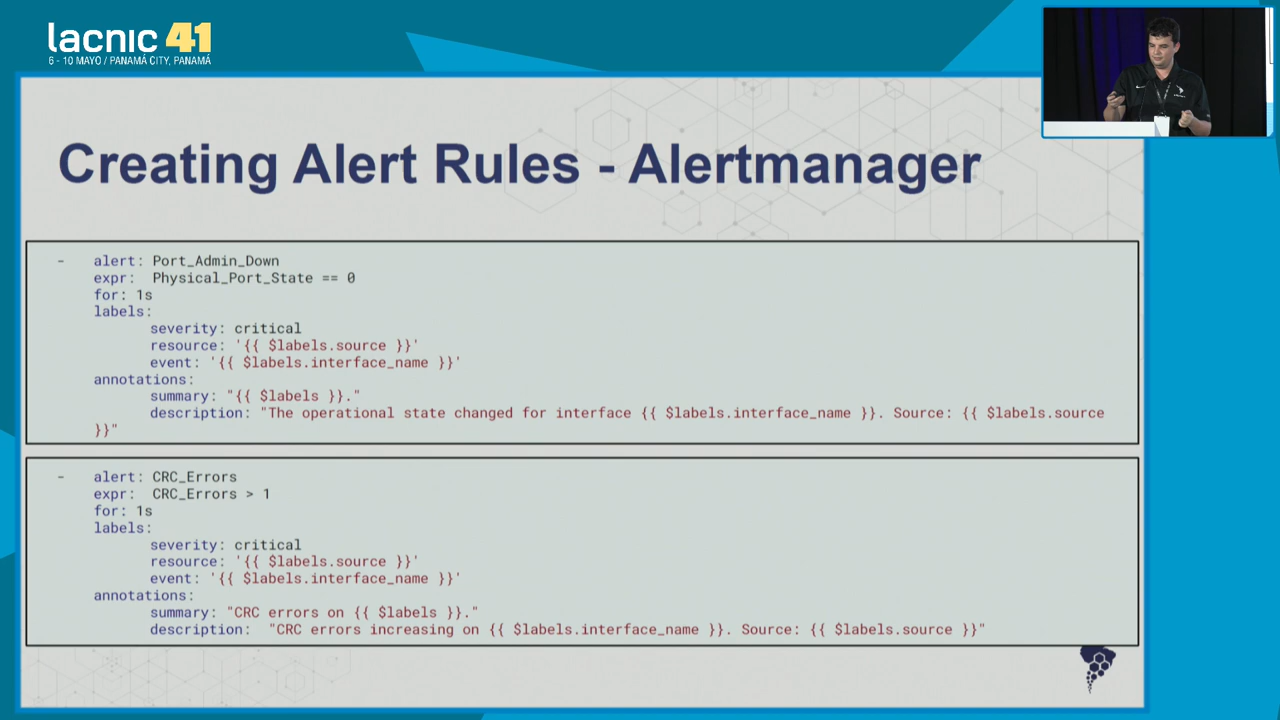 lacnic 41
6 - 10 MAYO / PANAMÁ CITY, PANAMÁ
Creating Alert Rules - Alertmanager
- alert: Port_Admin_Down
expr: Physical_Port_State == 0
for: 1s
labels:
severity: critical
resource: '{{ $labels.source }}'
event: '{{ $labels.interface_name }}'
annotations:
summary: "{{ $labels }}."
description: "The operational state changed for interface {{ $labels.interface_name }}. Source: {{ $labels.source
}}"
- alert: CRC_Errors
expr: CRC_Errors > 1
for: 1s
labels:
severity: critical
resource: '{{ $labels.source }}'
event: '{{ $labels.interface_name }}'
annotations:
summary: "CRC errors on {{ $labels }}."
description: "CRC errors increasing on {{ $labels.interface_name }}. Source: {{ $labels.source }}"